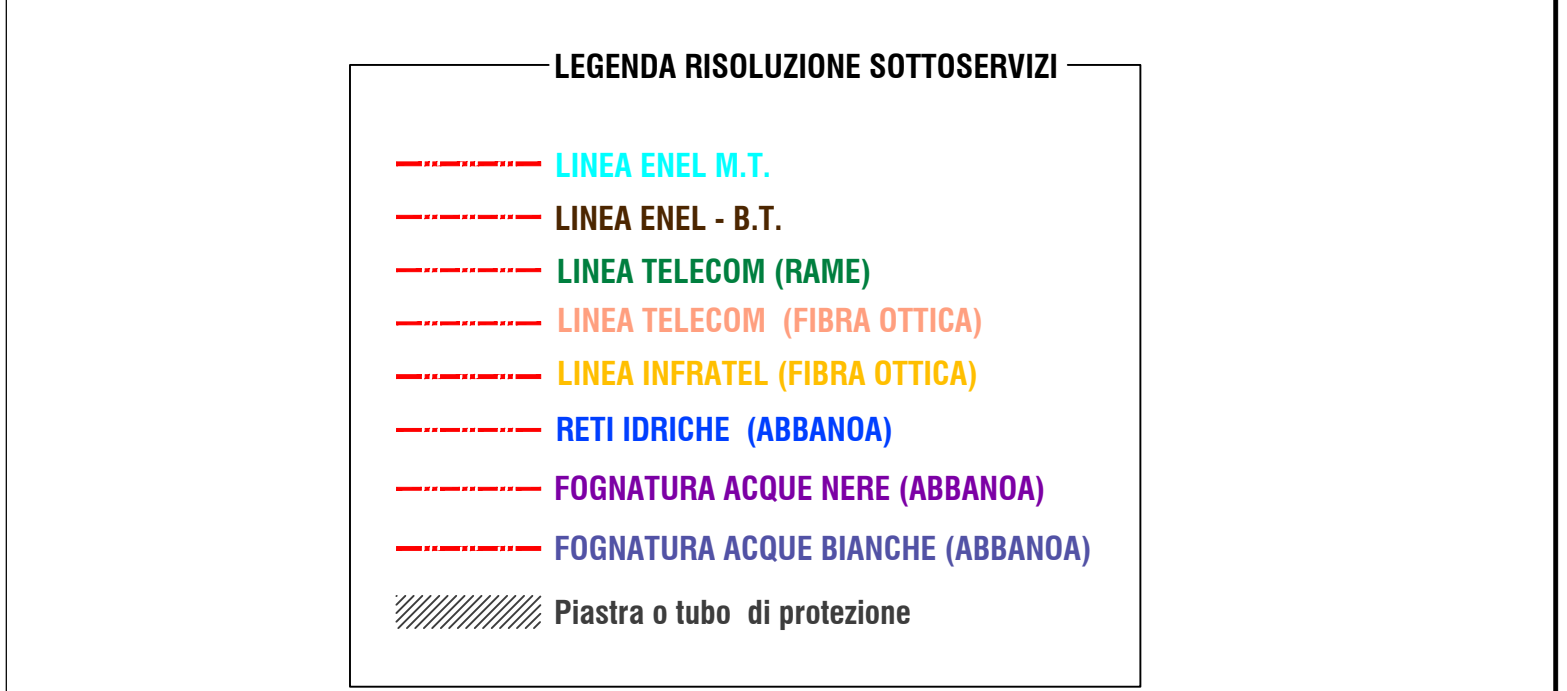 LEGENDA RISOLUZIONE SOTTOSERVIZI
LINEA ENEL M.T.
LINEA ENEL - B.T.
LINEA TELECOM (RAME)
LINEA TELECOM (FIBRA OTTICA)
LINEA INFRATEL (FIBRA OTTICA)
RETI IDRICHE (ABBANOA)
FOGNATURA ACQUE NERE (ABBANOA)
FOGNATURA ACQUE BIANCHE (ABBANOA)
Piastra o tubo di protezione